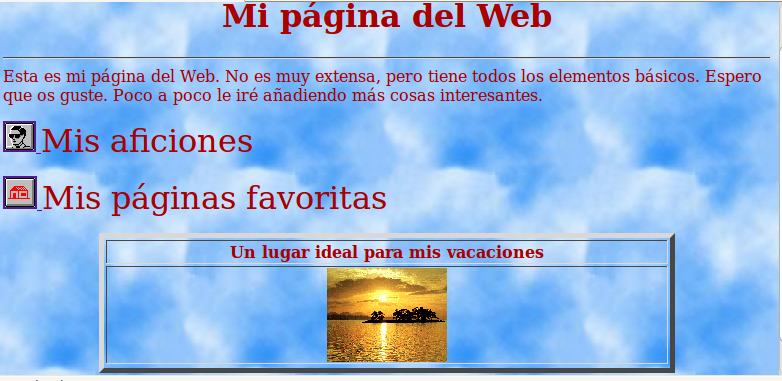 Mi página del Web
Esta es mi página del Web. No es muy extensa, pero tiene todos los elementos básicos. Espero
que os guste. Poco a poco le iré añadiendo más cosas interesantes.
Mis aficiones
Mis páginas favoritas
Un lugar ideal para mis vacaciones